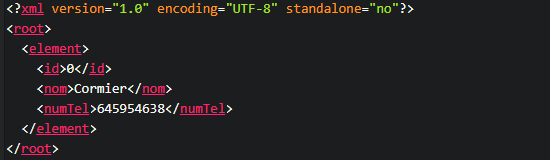 <?xml version="1.0" encoding="UTF-8" standalone="no"?>
<root>
<element>
<id>0</id>
<nom>Cormier</nom>
<numTel>645954638</numTel>
</element>
</root>